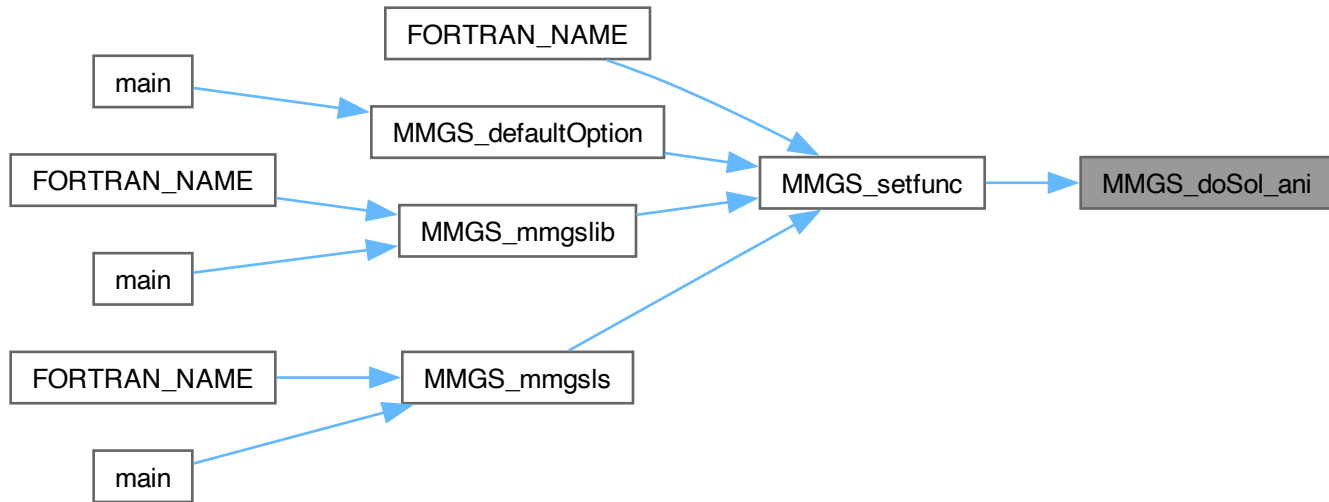 FORTRAN_NAME
main
MMGS_defaultOption
FORTRAN_NAME
MMGS_setfunc
MMGS_doSol_ani
MMGS_mmgslib
main
FORTRAN_NAME
MMGS_mmgsls
main